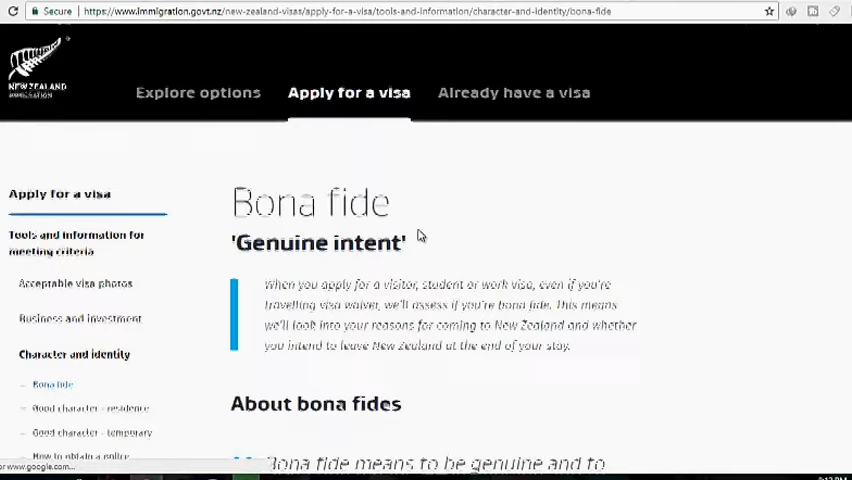 Secure
https://www.immigration.govt.nz/new-zealand-visas/apply-for-a-visa/tools-and-information/character-and-identity/bona-fide
NEW ZEALAND
IMMIGRATION
Explore options
Apply for a visa
Already have a visa
Apply for a visa
Tools and information for
meeting criteria
Acceptable visa photos
Business and investment
Character and identity
Bona fide
Good character - residence
Good character - temporary
How to obtain a police
Bona fide
'Genuine intent'
When you apply for a visitor, student or work visa, even if you're
travelling visa waiver, we'll assess if you're bona fide. This means
we'll look into your reasons for coming to New Zealand and whether
you intend to leave New Zealand at the end of your stay.
About bona fides
Bona fide means to be genuine and to
or www.google.com...